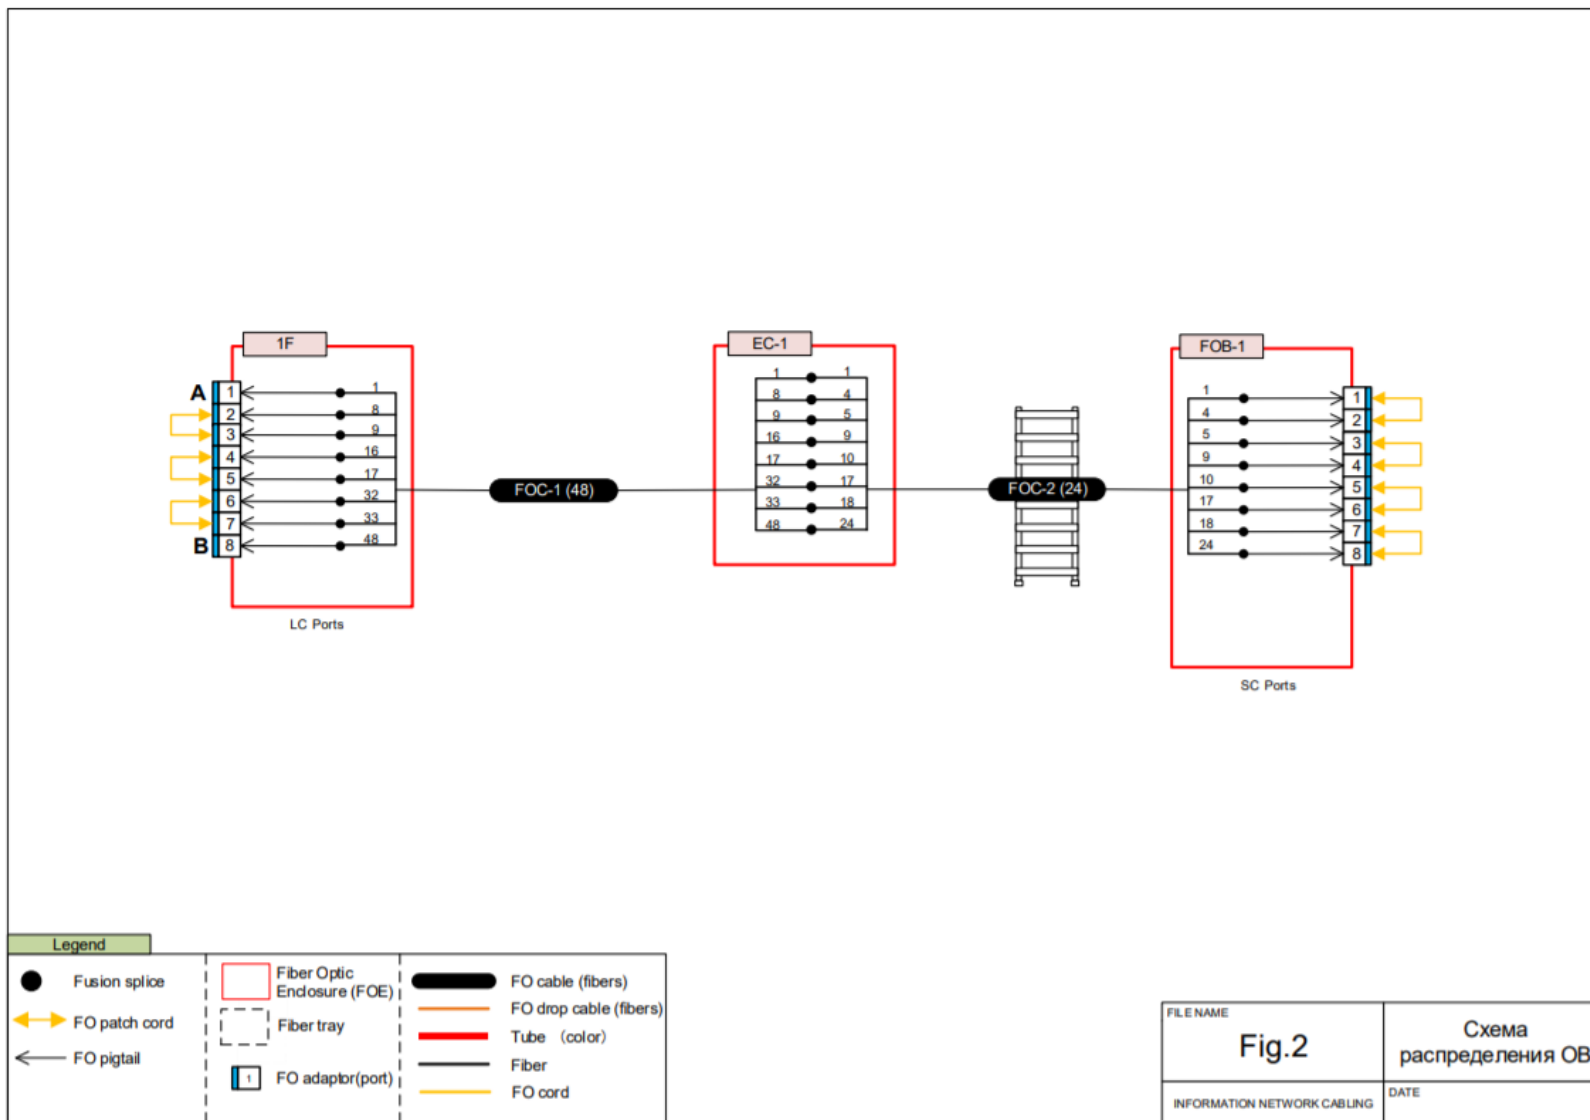 1F
A
1
2
3
4
5
6
7
B
8
1
8
9
16
17
32
33
48
LC Ports
FOC-1 (48)
EC-1
1 1
8 4
9 5
16 9
17 10
32 17
33 18
48 24
FOC-2 (24)
FOB-1
1
4
5
9
10
17
18
24
1
2
3
4
5
6
7
8
SC Ports
Legend
Fusion splice
FO patch cord
FO pigtail
Fiber Optic
Enclosure (FOE)
Fiber tray
1
FO adaptor(port)
FO cable (fibers)
FO drop cable (fibers)
Tube (color)
Fiber
FO cord
FILE NAME
Fig.2
INFORMATION NETWORK CABLING
Схема
распределения ОВ
DATE